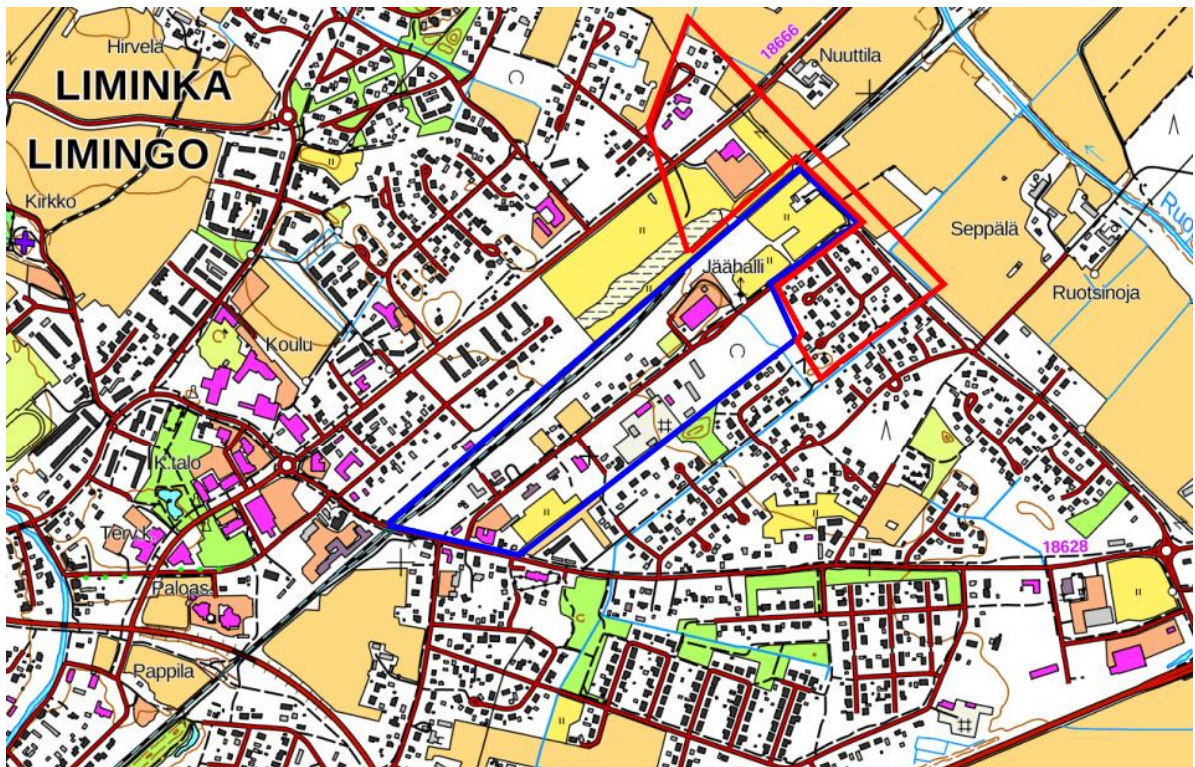 Hirvelä
18666
Nuuttila
LIMINKA
LIMINGO
Kirkko
Seppälä
Ruo
Jäähalli
Ruotsinoja
Koulu
K.talo
Terv.k.
18628
Paloas.
Pappila